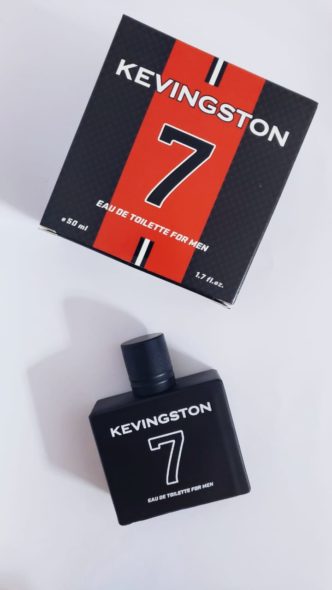 KEVINGSTON
7
EAU DE TOILETTE FOR MEN
e 50 ml
1.7 fl.oz.
KEVINGSTON
7
EAU DE TOILETTE FOR MEN